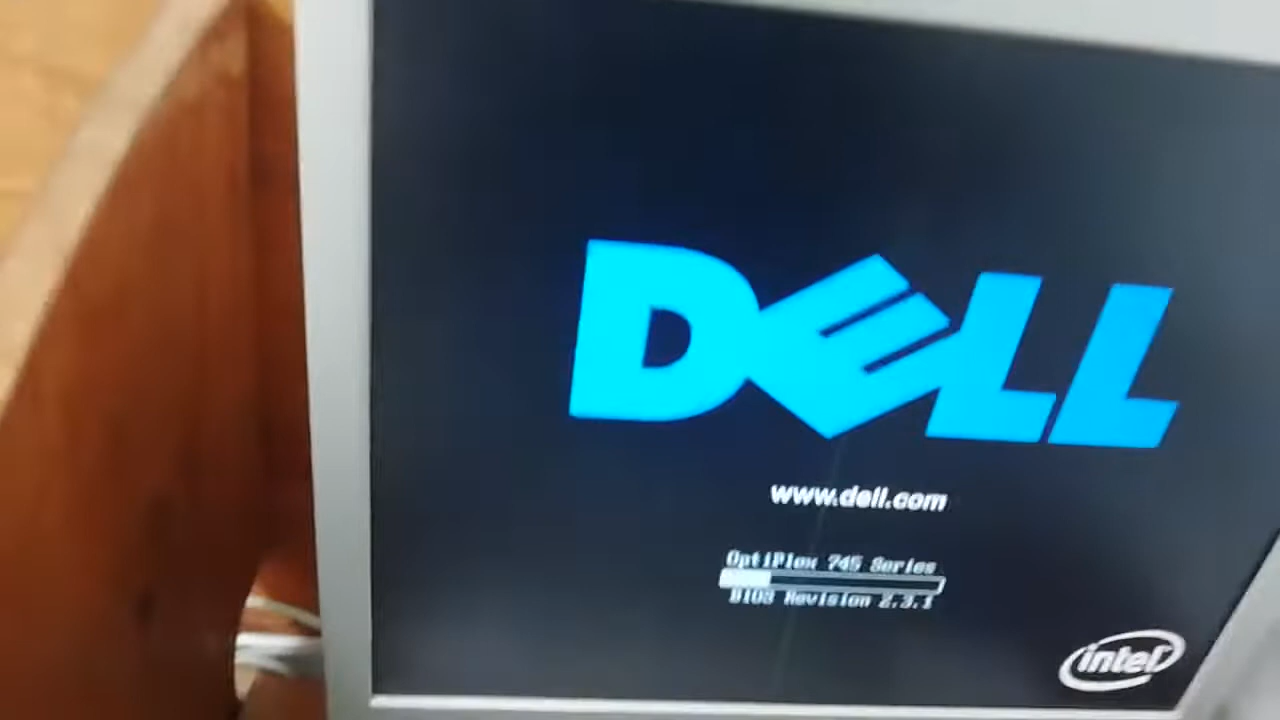 DELL
www.dell.com
OptiPlex 745 Series
BIOS Revision 2.3.1
intel